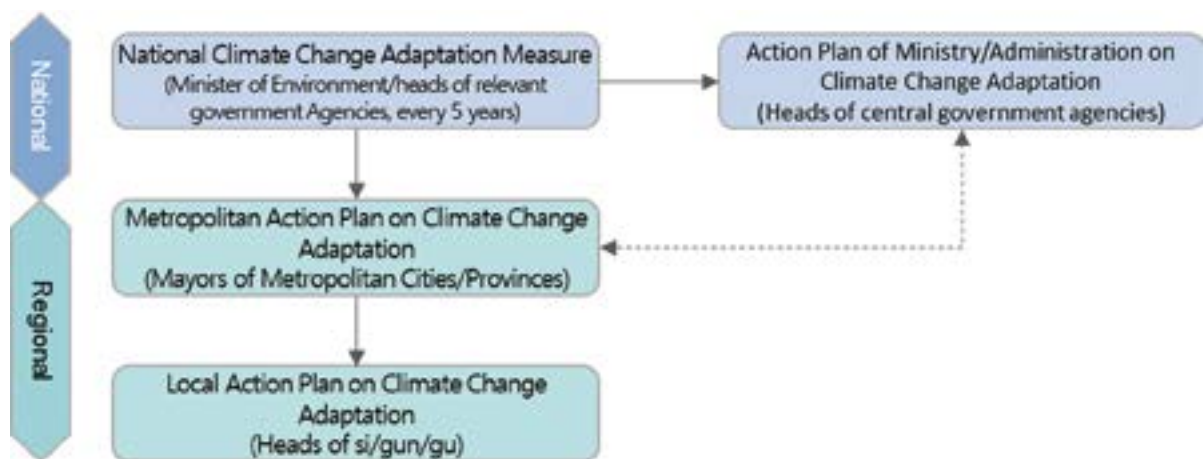 National
National Climate Change Adaptation Measure
(Minister of Environment/heads of relevant
government Agencies, every 5 years)
Action Plan of Ministry/Administration on
Climate Change Adaptation
(Heads of central government agencies)
Regional
Metropolitan Action Plan on Climate Change
Adaptation
(Mayors of Metropolitan Cities/Provinces)
Local Action Plan on Climate Change
Adaptation
(Heads of si/gun/gu)